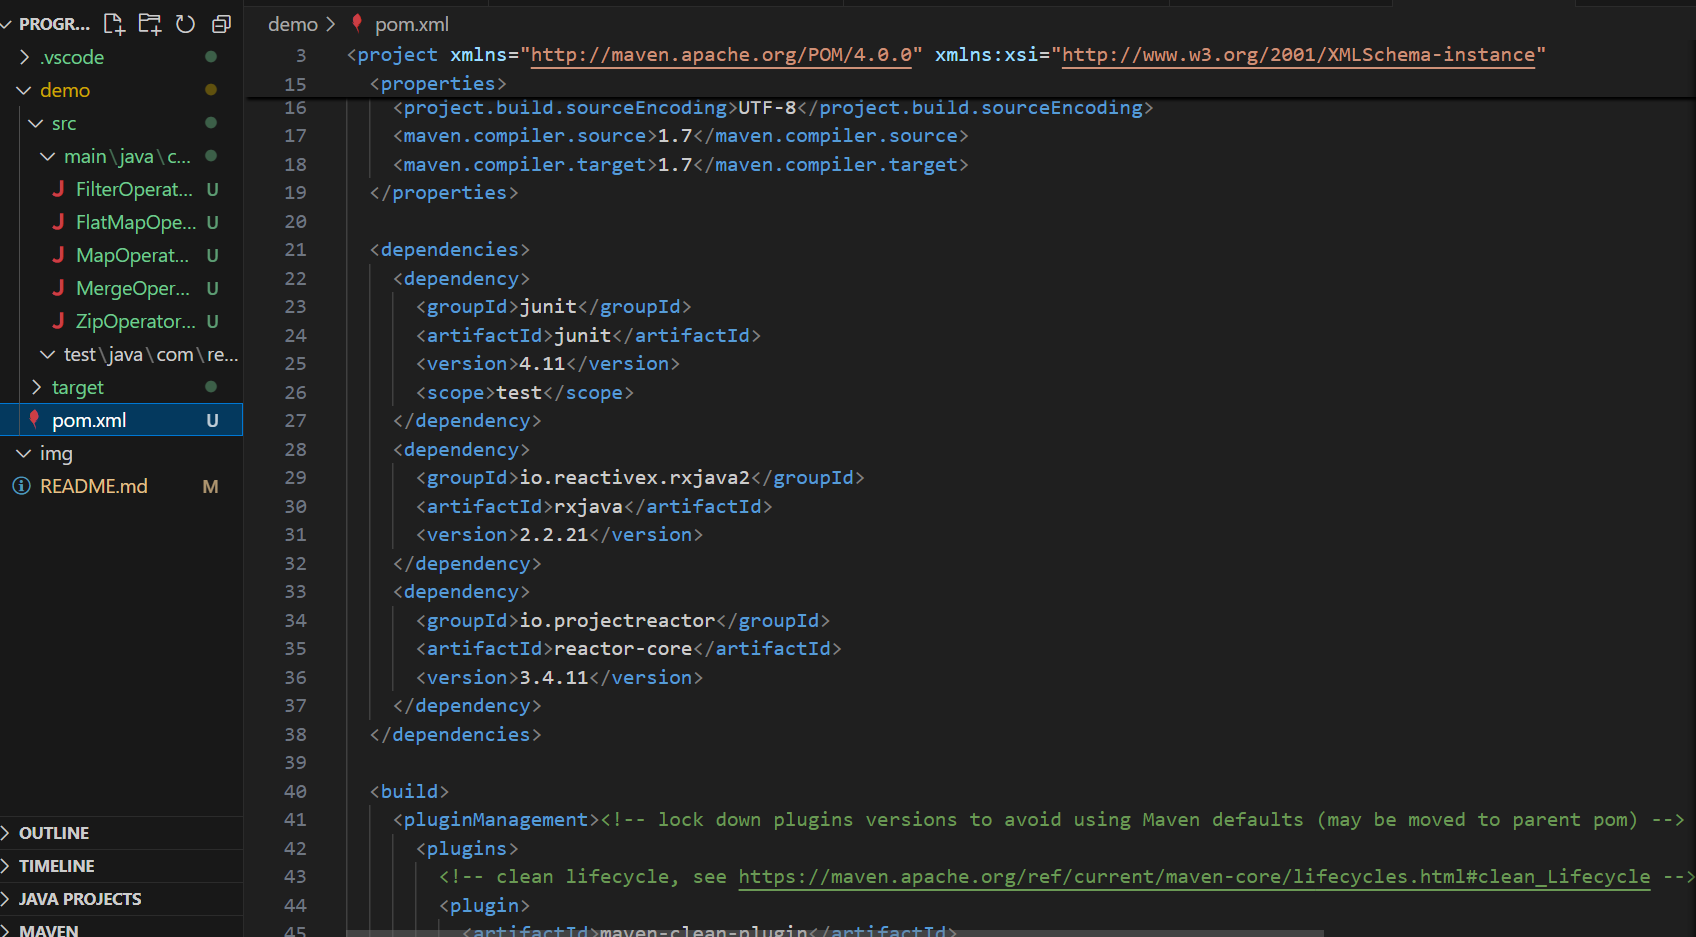 PROGR...
.vscode
demo
src
main\java\c...
FilterOperat... U
FlatMapOpe... U
MapOperat... U
MergeOper... U
ZipOperator... U
test\java\com\re...
target
pom.xml U
img
README.md M
OUTLINE
TIMELINE
JAVA PROJECTS
MAVEN
demo > pom.xml
3 <project xmlns="http://maven.apache.org/POM/4.0.0" xmlns:xsi="http://www.w3.org/2001/XMLSchema-instance"
15 <properties>
16 <project.build.sourceEncoding>UTF-8</project.build.sourceEncoding>
17 <maven.compiler.source>1.7</maven.compiler.source>
18 <maven.compiler.target>1.7</maven.compiler.target>
19 </properties>
20
21 <dependencies>
22 <dependency>
23 <groupId>junit</groupId>
24 <artifactId>junit</artifactId>
25 <version>4.11</version>
26 <scope>test</scope>
27 </dependency>
28 <dependency>
29 <groupId>io.reactivex.rxjava2</groupId>
30 <artifactId>rxjava</artifactId>
31 <version>2.2.21</version>
32 </dependency>
33 <dependency>
34 <groupId>io.projectreactor</groupId>
35 <artifactId>reactor-core</artifactId>
36 <version>3.4.11</version>
37 </dependency>
38 </dependencies>
39
40 <build>
41 <pluginManagement><!-- lock down plugins versions to avoid using Maven defaults (may be moved to parent pom) -->
42 <plugins>
43 <!-- clean lifecycle, see https://maven.apache.org/ref/current/maven-core/lifecycles.html#clean_Lifecycle -->
44 <plugin>
45 <artifactId>maven-clean-plugin</artifactId>